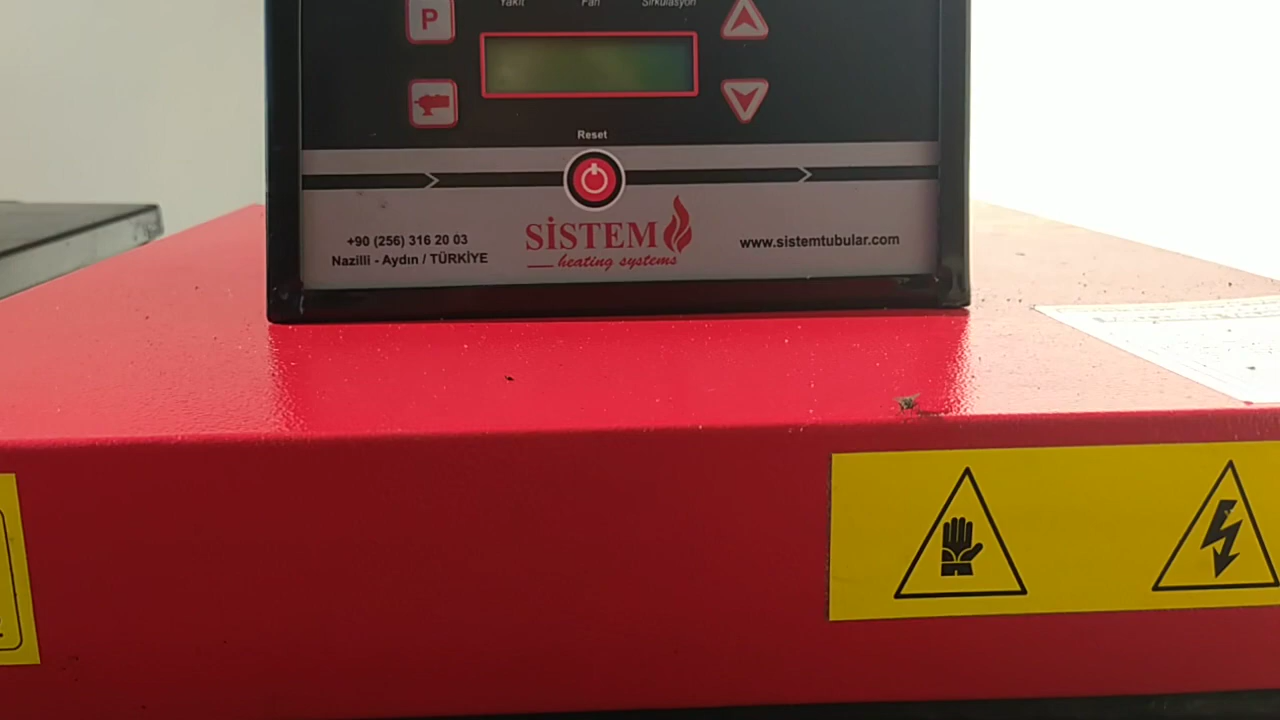 Yakıt Fan Sirkülasyon
P
Reset
+90 (256) 316 20 03
Nazilli - Aydın / TÜRKİYE
SİSTEM
heating systems
www.sistemtubular.com